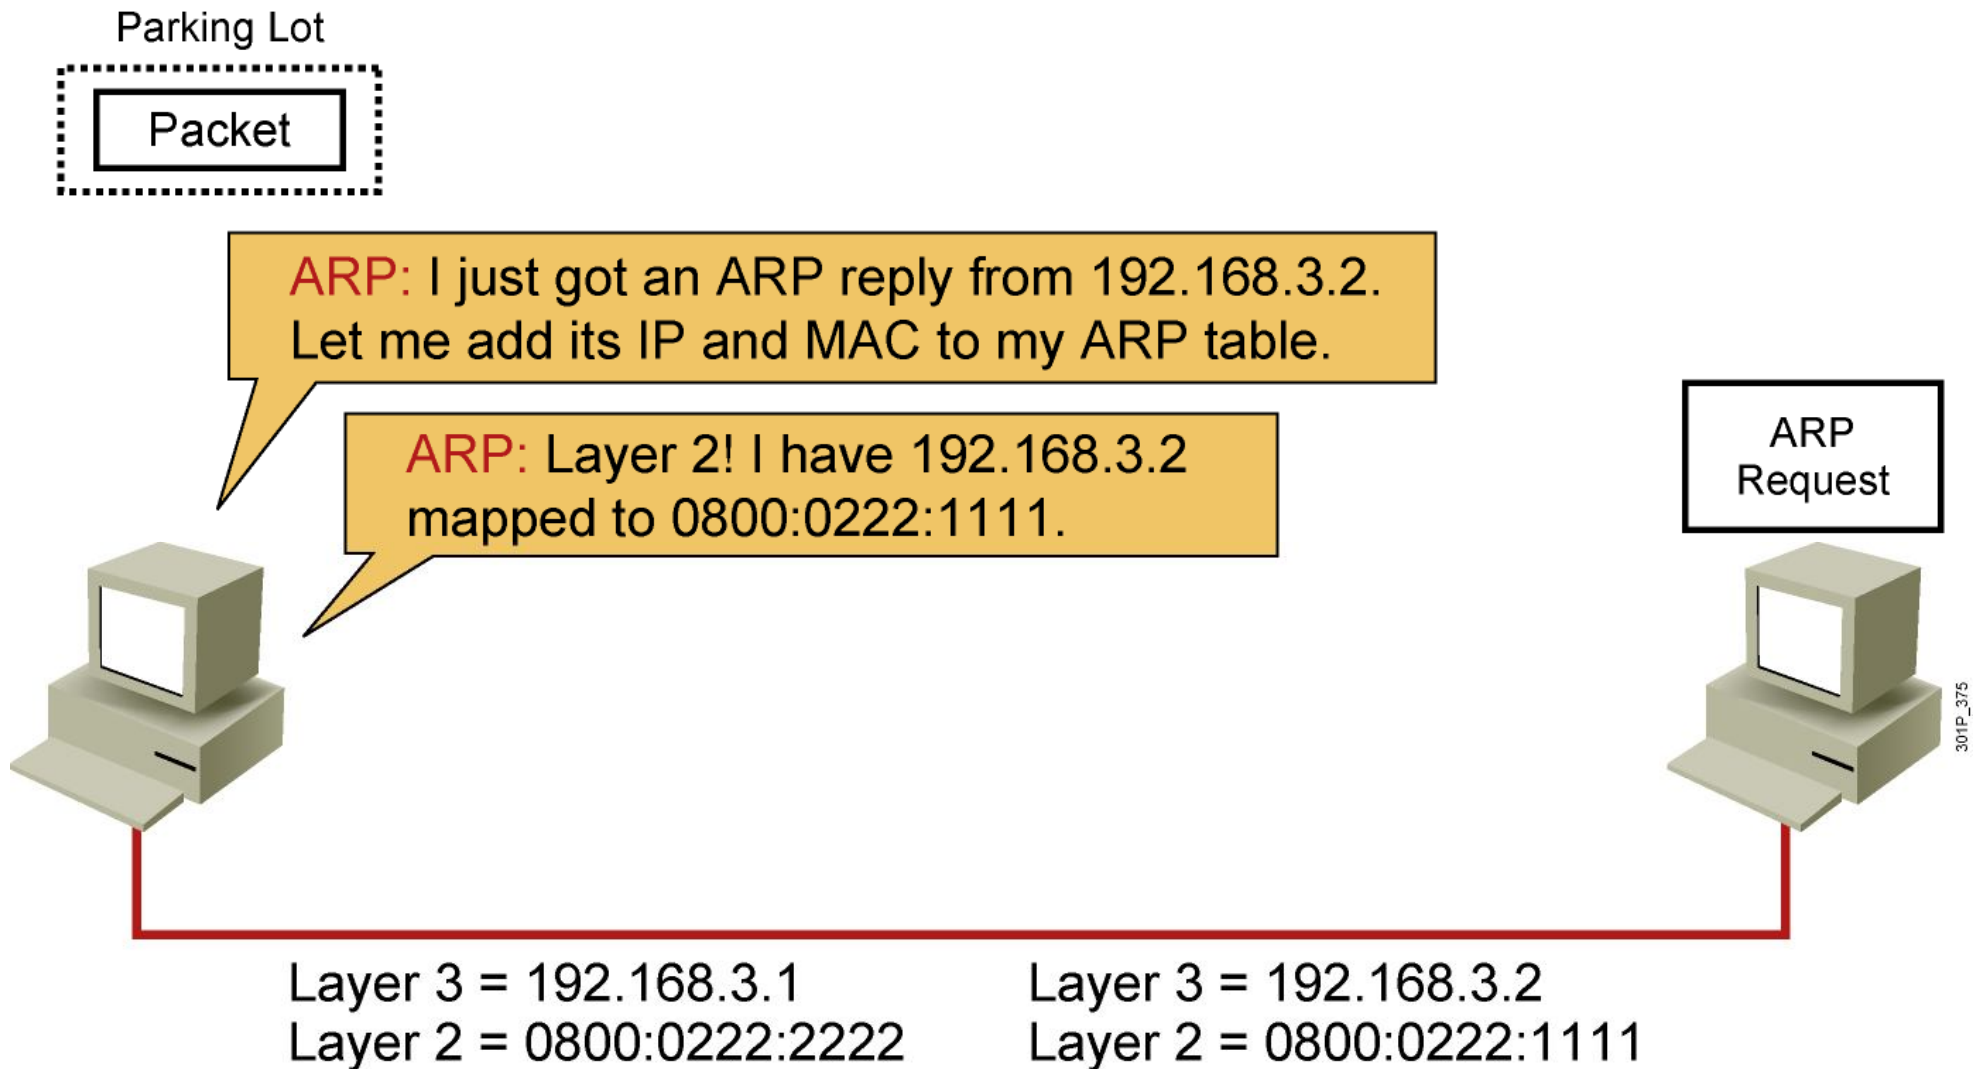 Parking Lot
Packet
ARP: I just got an ARP reply from 192.168.3.2.
Let me add its IP and MAC to my ARP table.
ARP: Layer 2! I have 192.168.3.2
mapped to 0800:0222:1111.
ARP
Request
301P_375
Layer 3 = 192.168.3.1
Layer 2 = 0800:0222:2222
Layer 3 = 192.168.3.2
Layer 2 = 0800:0222:1111